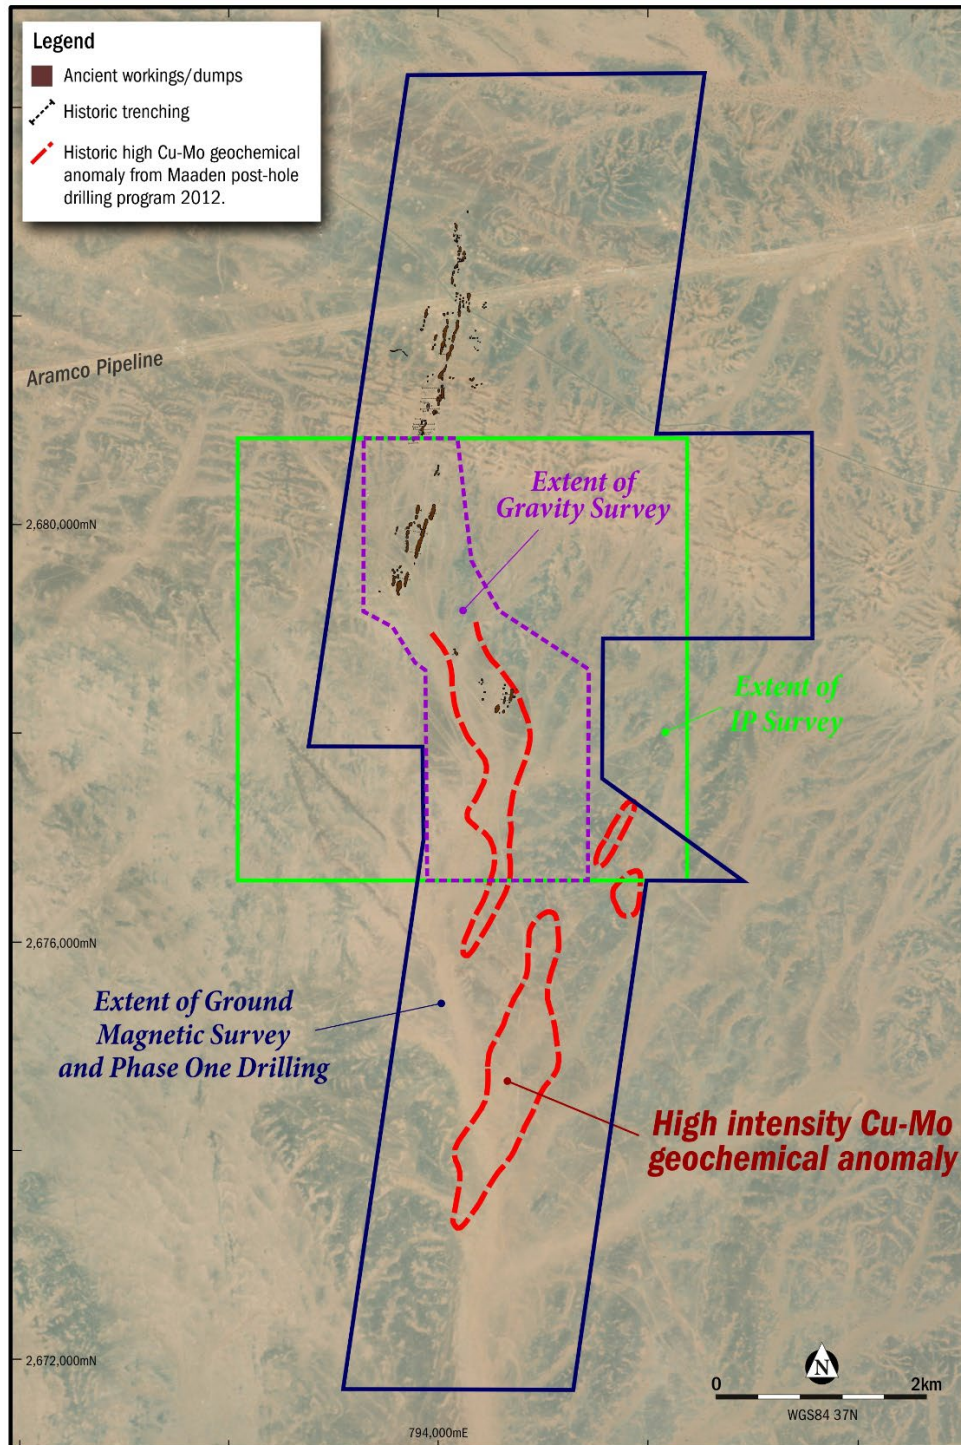 Legend
Ancient workings/dumps
Historic trenching
Historic high Cu-Mo geochemical
anomaly from Maaden post-hole
drilling program 2012.
Aramco Pipeline
Extent of
Gravity Survey
2,680,000mN
Extent of
IP Survey
2,676,000mN
Extent of Ground
Magnetic Survey
and Phase One Drilling
High intensity Cu-Mo
geochemical anomaly
2,672,000mN
N
0 2km
WGS84 37N
794,000mE